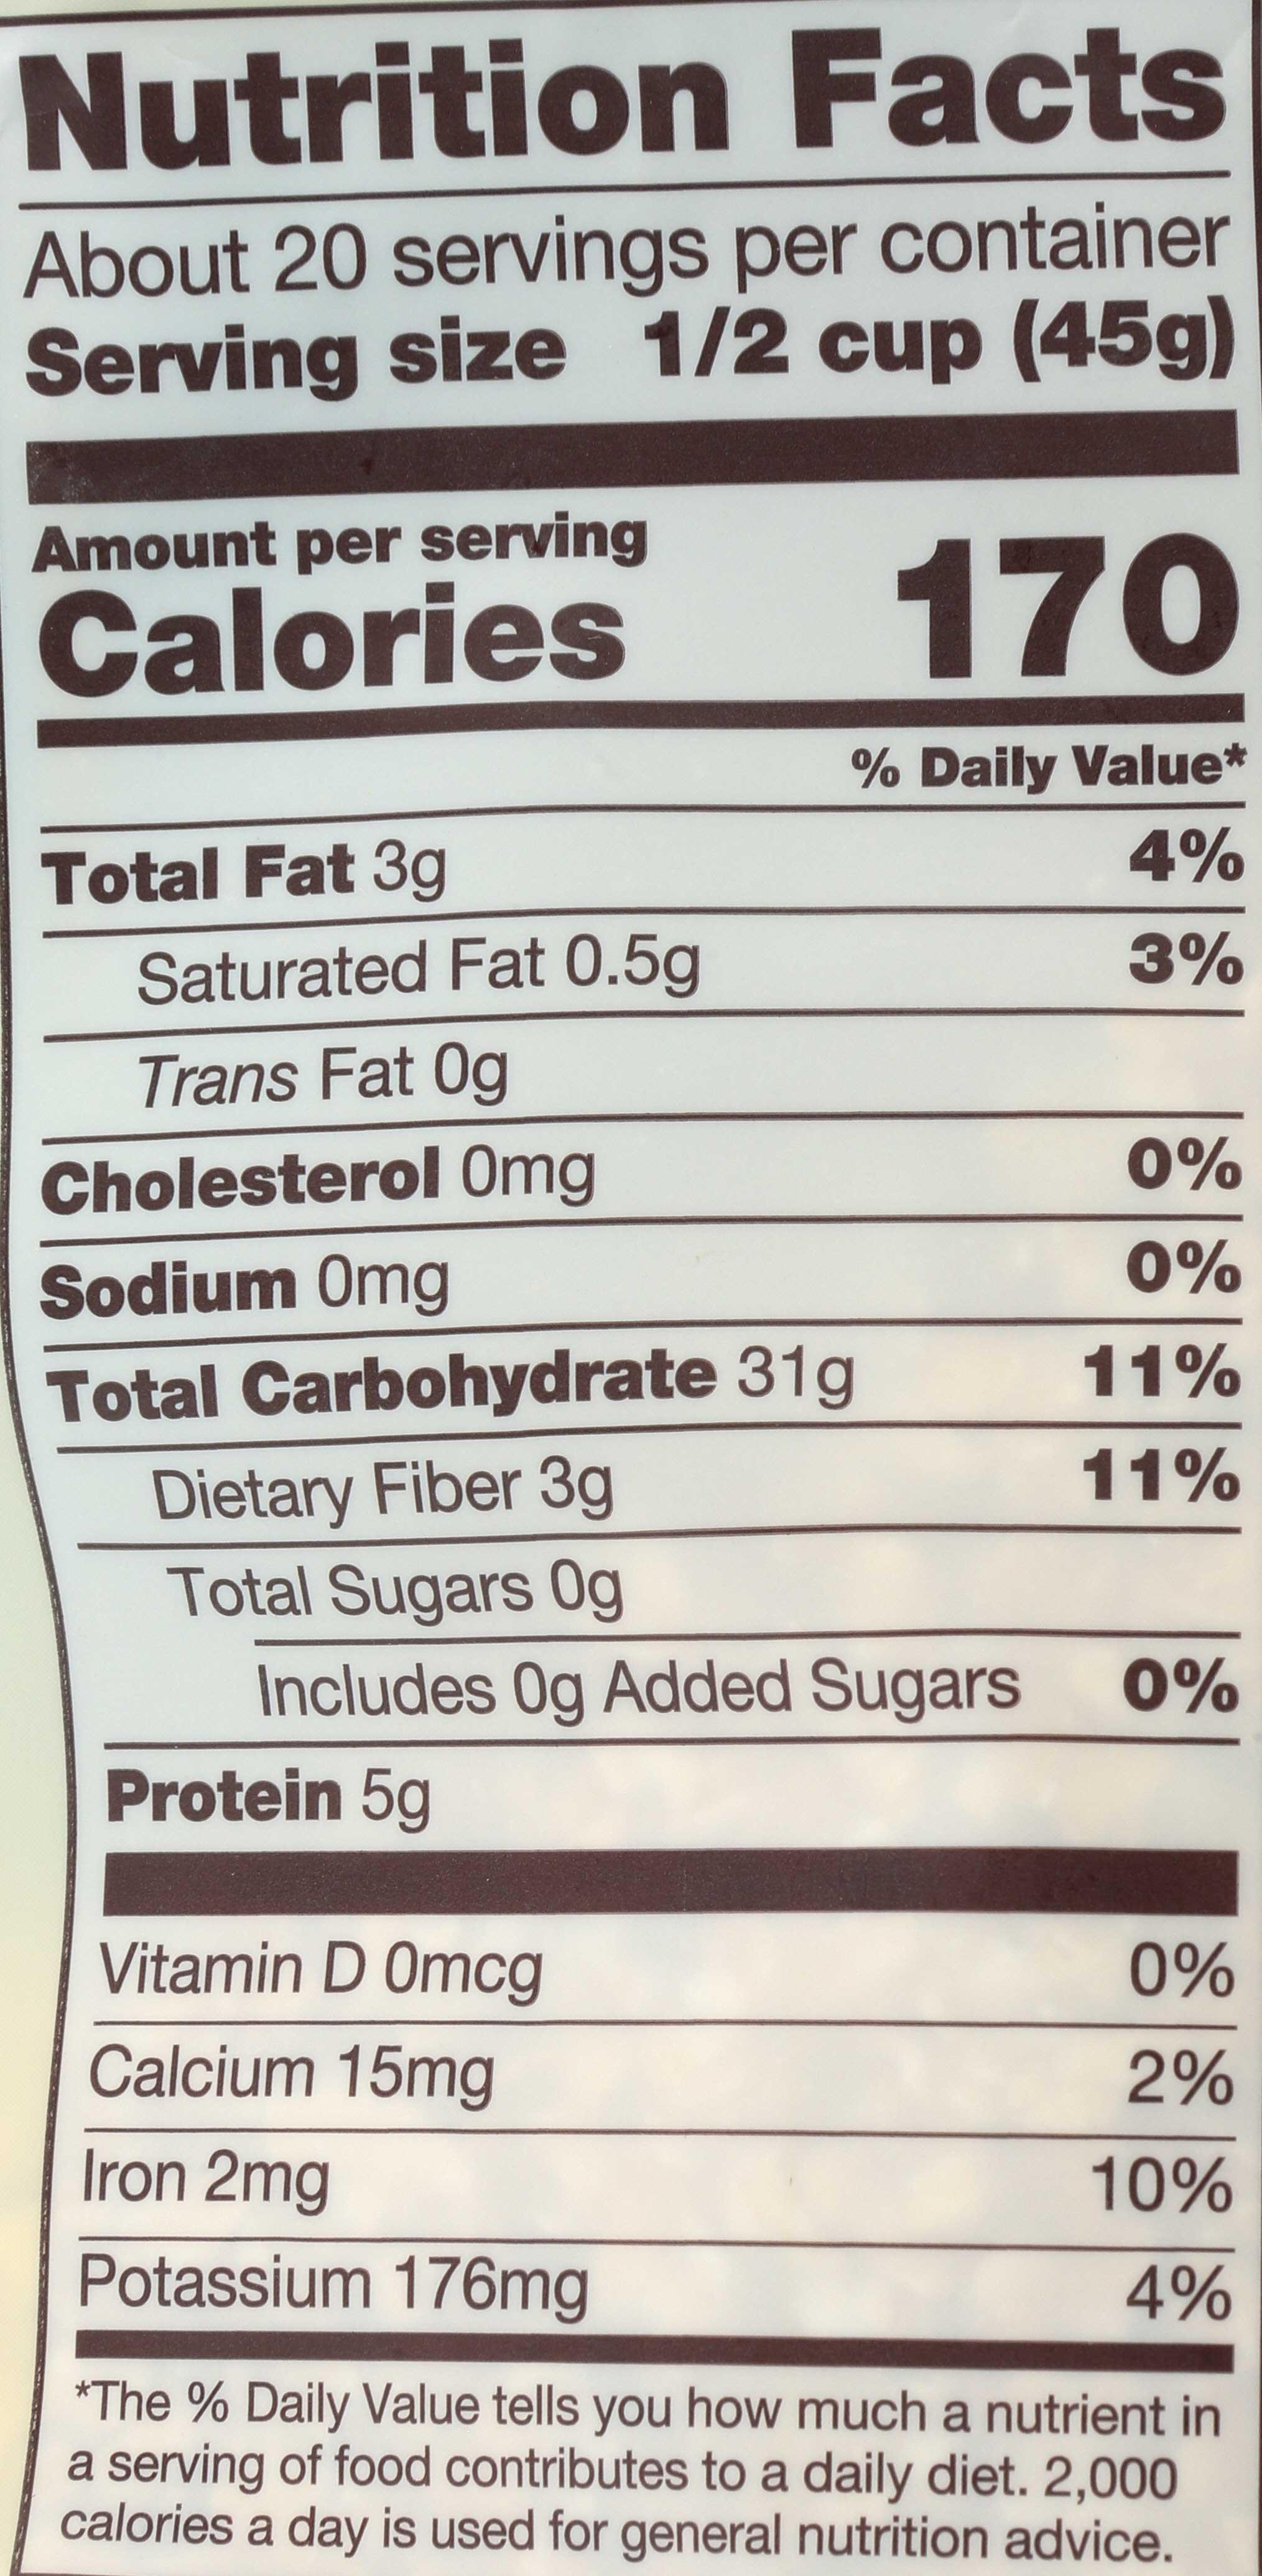 Nutrition Facts
About 20 servings per container
Serving size 1/2 cup (45g)
Amount per serving
Calories 170
% Daily Value*
Total Fat 3g 4%
Saturated Fat 0.5g 3%
Trans Fat 0g
Cholesterol 0mg 0%
Sodium 0mg 0%
Total Carbohydrate 31g 11%
Dietary Fiber 3g 11%
Total Sugars 0g
Includes 0g Added Sugars 0%
Protein 5g
Vitamin D 0mcg 0%
Calcium 15mg 2%
Iron 2mg 10%
Potassium 176mg 4%
*The % Daily Value tells you how much a nutrient in
a serving of food contributes to a daily diet. 2,000
calories a day is used for general nutrition advice.